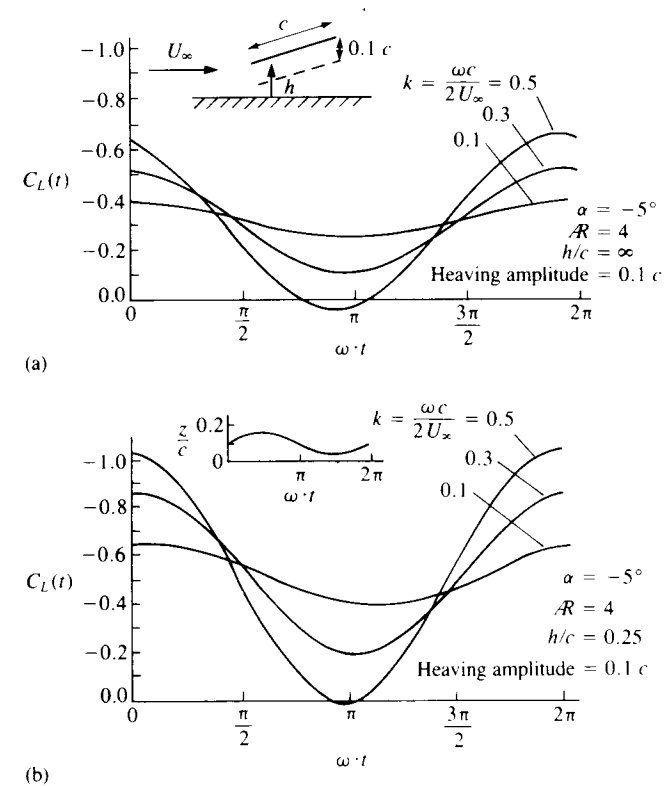 c
−1.0
U∞
0.1 c
h
k = ωc / 2U∞ = 0.5
−0.8
0.3
0.1
−0.6
C_L(t)
−0.4
α = −5°
ÆR = 4
−0.2
h/c = ∞
Heaving amplitude = 0.1 c
0.0
0
π/2
π
3π/2
2π
ω · t
(a)
z/c
0.2
0
π
2π
ω · t
k = ωc / 2U∞ = 0.5
−1.0
0.3
0.1
−0.8
−0.6
C_L(t)
α = −5°
−0.4
ÆR = 4
h/c = 0.25
−0.2
Heaving amplitude = 0.1 c
0.0
0
π/2
π
3π/2
2π
ω · t
(b)